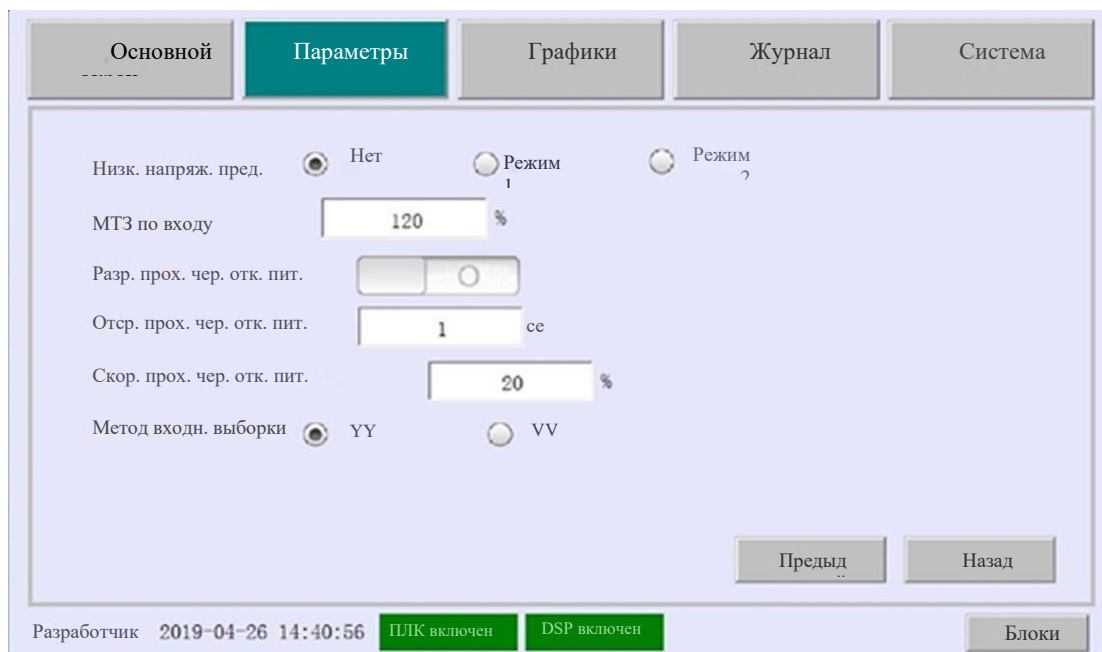 Основной
Параметры
Графики
Журнал
Система
Низк. напряж. пред.
Нет
Режим
1
Режим
2
МТЗ по входу
120
%
Разр. прох. чер. отк. пит.
Отср. прох. чер. отк. пит.
1
се
Скор. прох. чер. отк. пит.
20
%
Метод входн. выборки
YY
VV
Предыд
Назад
Разработчик
2019-04-26 14:40:56
ПЛК включен
DSP включен
Блоки